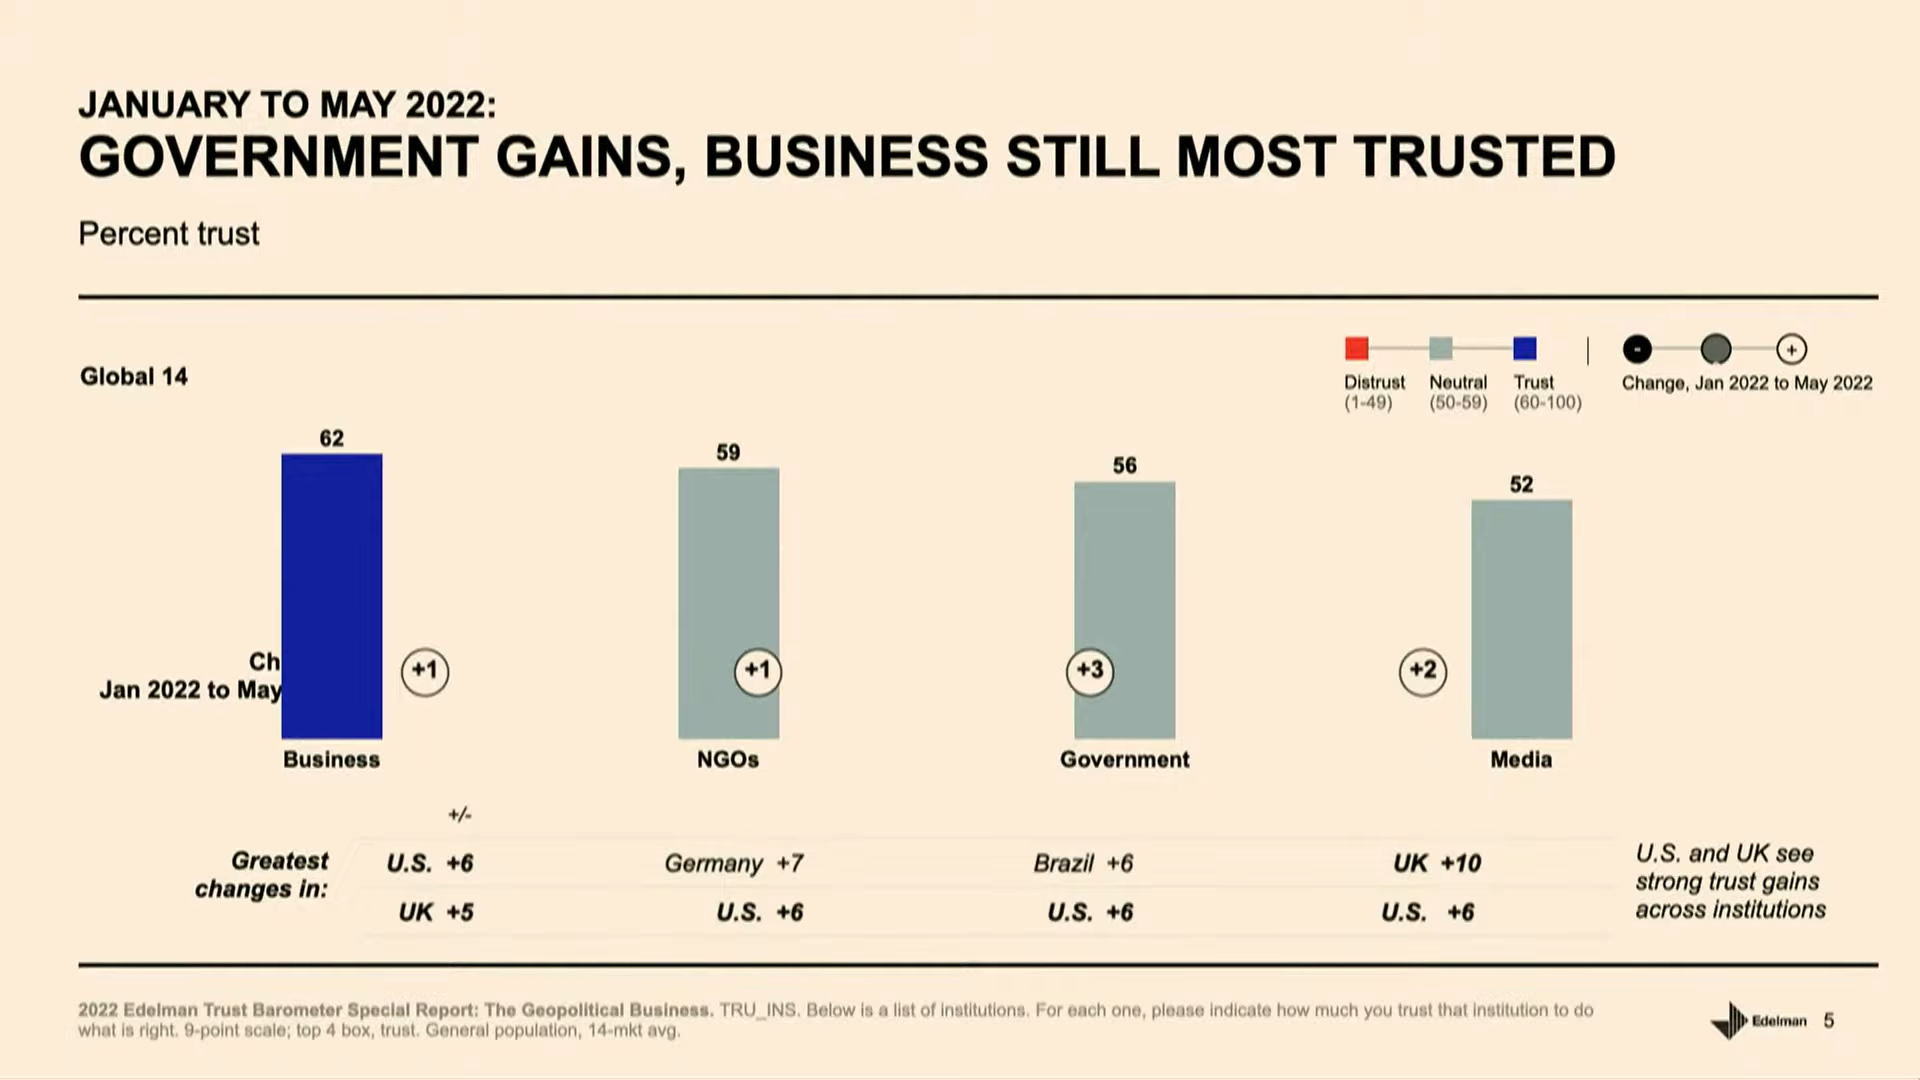 JANUARY TO MAY 2022:
GOVERNMENT GAINS, BUSINESS STILL MOST TRUSTED
Percent trust
Global 14
Distrust
(1-49)
Neutral
(50-59)
Trust
(60-100)
-
+
Change, Jan 2022 to May 2022
62
59
56
52
Ch
Jan 2022 to May
+1
+1
+3
+2
Business
NGOs
Government
Media
+/-
Greatest
changes in:
U.S. +6
UK +5
Germany +7
U.S. +6
Brazil +6
U.S. +6
UK +10
U.S. +6
U.S. and UK see
strong trust gains
across institutions
2022 Edelman Trust Barometer Special Report: The Geopolitical Business. TRU_INS. Below is a list of institutions. For each one, please indicate how much you trust that institution to do
what is right. 9-point scale; top 4 box, trust. General population, 14-mkt avg.
Edelman 5